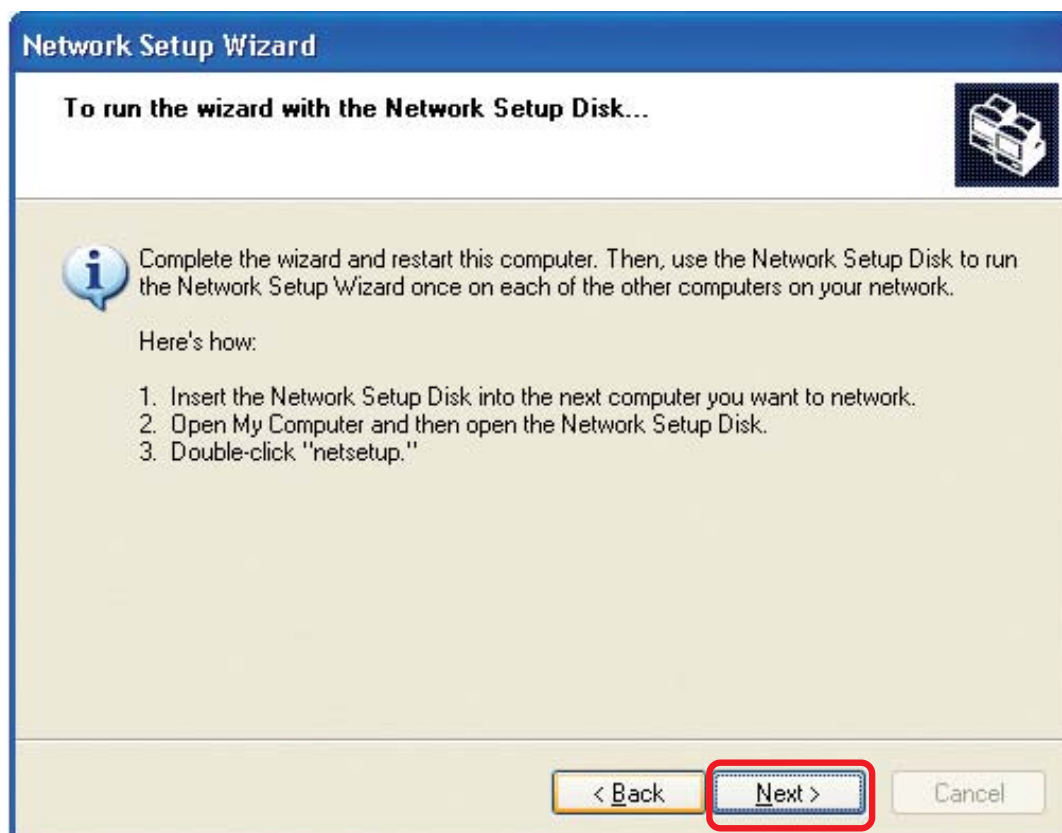 Network Setup Wizard
To run the wizard with the Network Setup Disk...
Complete the wizard and restart this computer. Then, use the Network Setup Disk to run
the Network Setup Wizard once on each of the other computers on your network.
Here's how:
1. Insert the Network Setup Disk into the next computer you want to network.
2. Open My Computer and then open the Network Setup Disk.
3. Double-click "netsetup."
< Back
Next >
Cancel